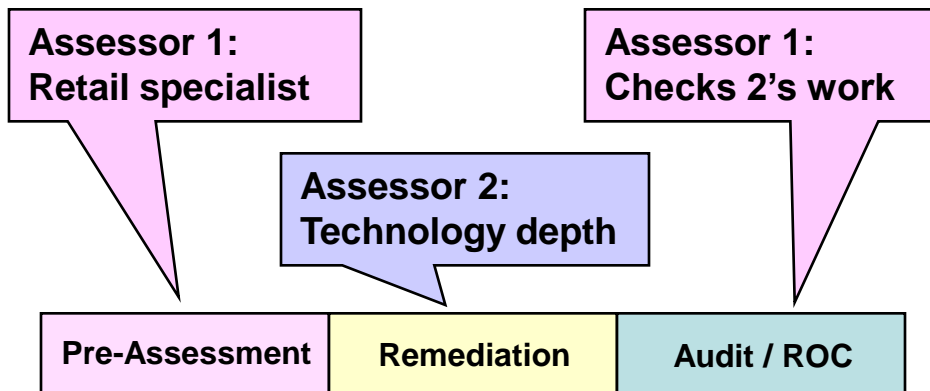 Assessor 1:
Retail specialist
Assessor 1:
Checks 2's work
Assessor 2:
Technology depth
Pre-Assessment
Remediation
Audit / ROC